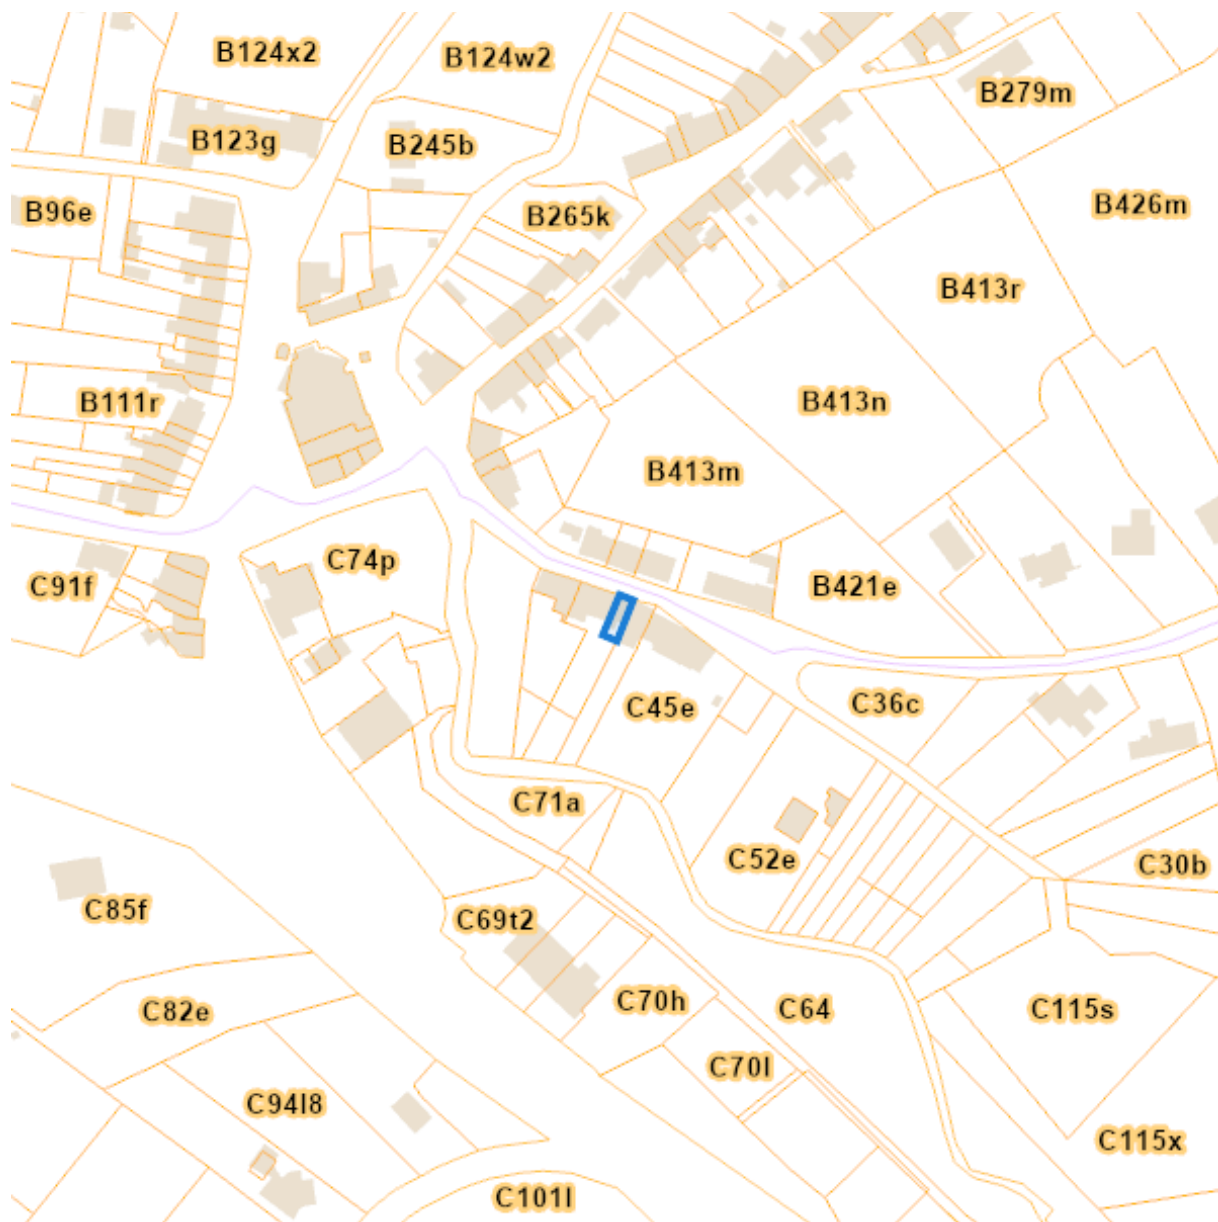 B124x2
B124w2
B279m
B123g
B245b
B96e
B265k
B426m
B413r
B111r
B413n
B413m
C74p
C91f
B421e
C45e
C36c
C71a
C52e
C30b
C85f
C69t2
C82e
C70h
C64
C115s
C70l
C94l8
C115x
C101l